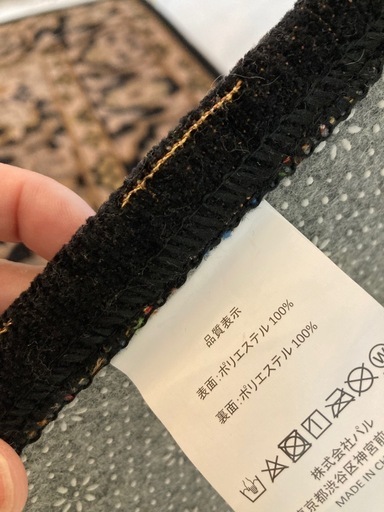 品質表示
表面：ポリエステル 100%
裏面：ポリエステル 100%
W
株式会社パル
東京都渋谷区神宮前
MADE IN CH